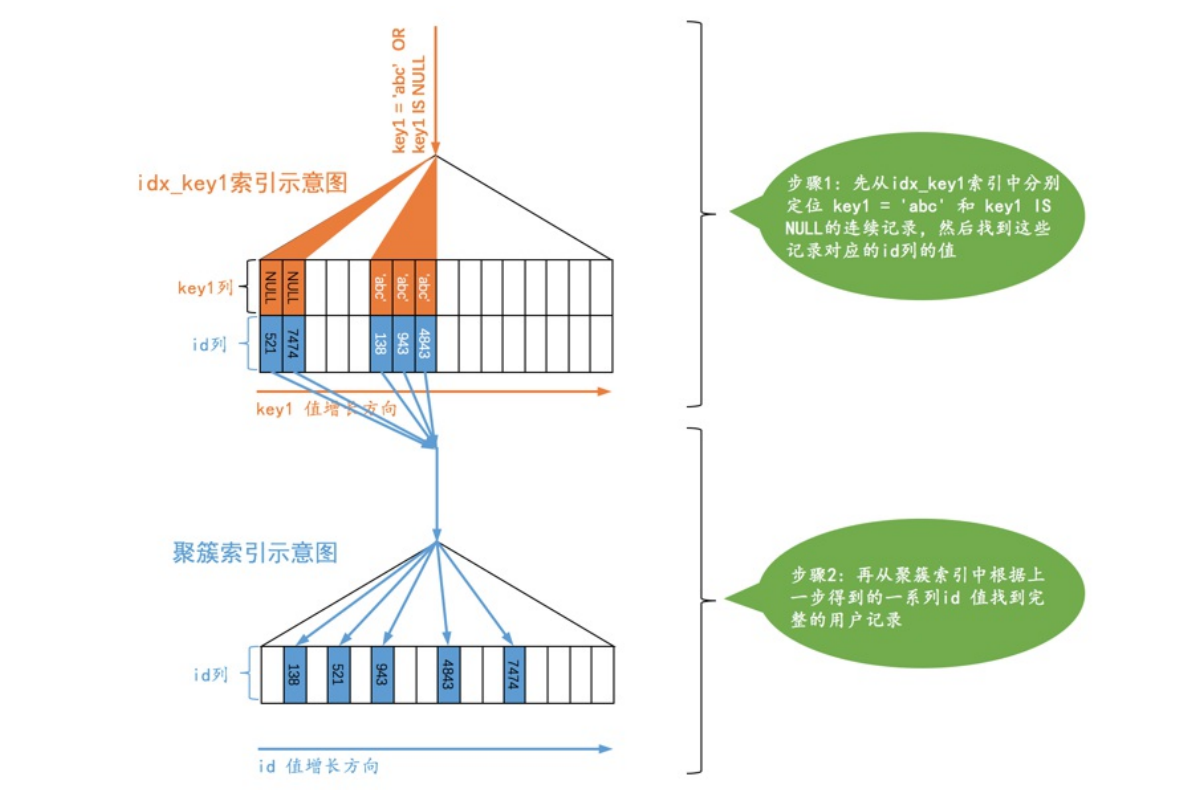 key1 = 'abc' OR
key1 IS NULL
idx_key1索引示意图
key1列
NULL
NULL
'abc'
'abc'
'abc'
id列
521
7474
138
943
4843
key1 值增长方向
步骤1：先从idx_key1索引中分别
定位 key1 = 'abc' 和 key1 IS
NULL的连续记录，然后找到这些
记录对应的id列的值
聚簇索引示意图
id列
138
521
943
4843
7474
id 值增长方向
步骤2：再从聚簇索引中根据上
一步得到的一系列id 值找到完
整的用户记录